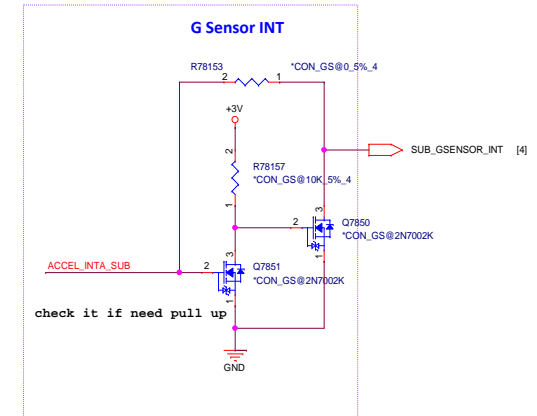 G Sensor INT
R78153
*CON_GS@0_5%_4
2
1
+3V
SUB_GSENSOR_INT [4]
2
R78157
*CON_GS@10K_5%_4
1
3
2
Q7850
*CON_GS@2N7002K
3
1
ACCEL_INTA_SUB
2
Q7851
*CON_GS@2N7002K
1
check it if need pull up
GND